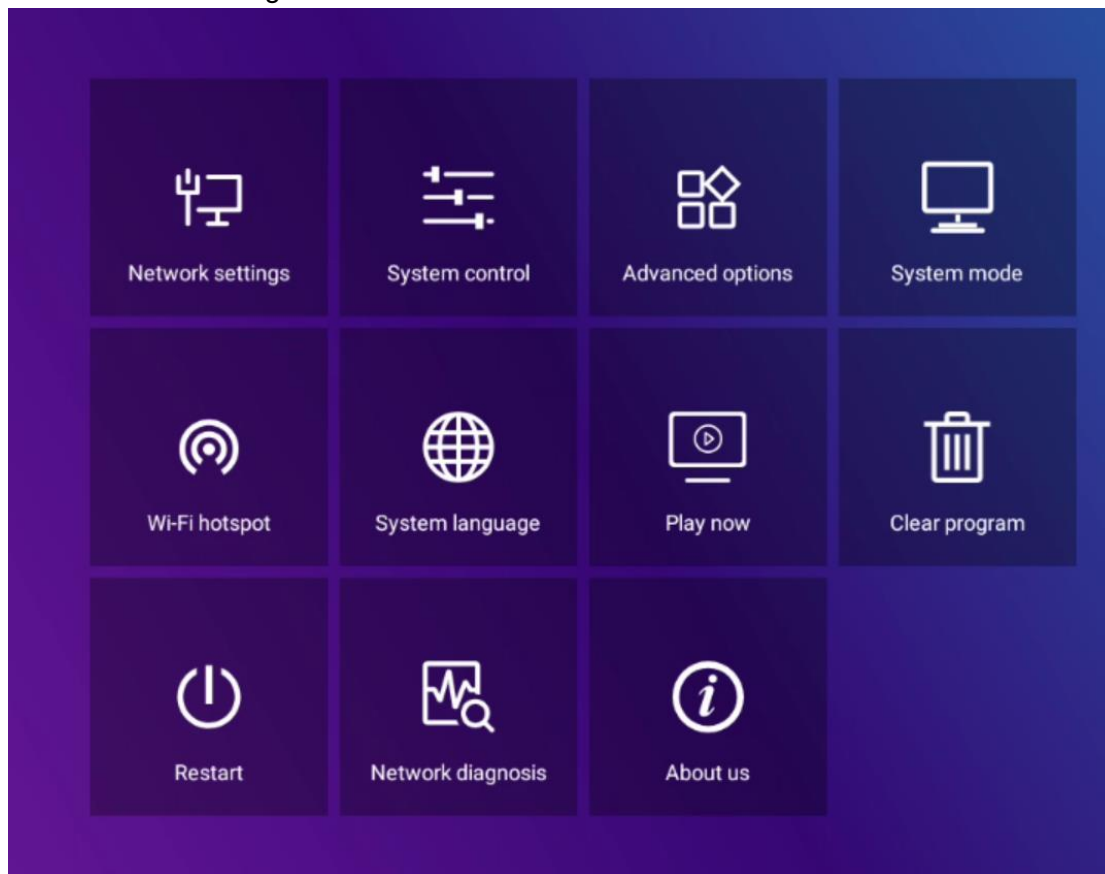 Network settings
System control
Advanced options
System mode
Wi-Fi hotspot
System language
Play now
Clear program
Restart
Network diagnosis
About us